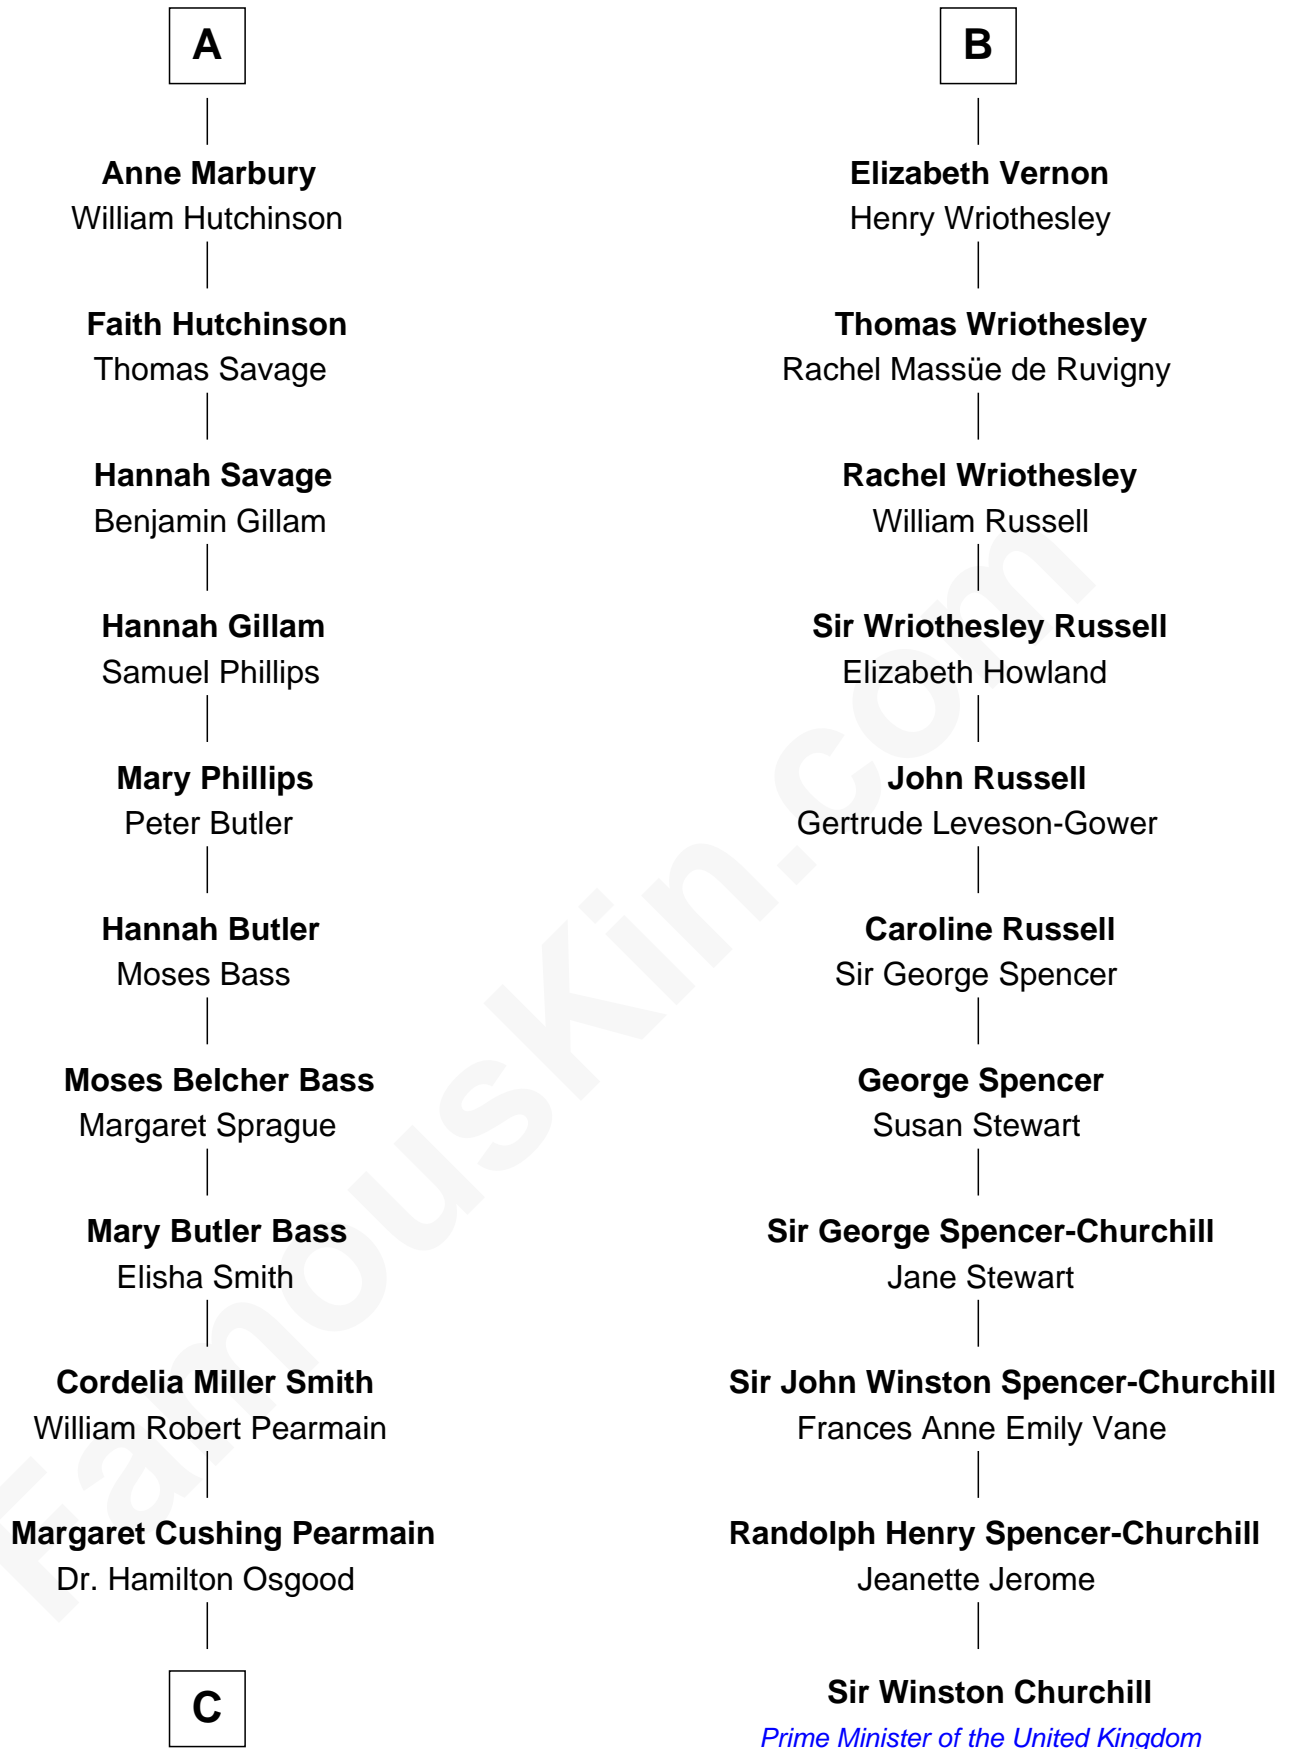 A
Anne Marbury
William Hutchinson
Faith Hutchinson
Thomas Savage
Hannah Savage
Benjamin Gillam
Hannah Gillam
Samuel Phillips
Mary Phillips
Peter Butler
Hannah Butler
Moses Bass
Moses Belcher Bass
Margaret Sprague
Mary Butler Bass
Elisha Smith
Cordelia Miller Smith
William Robert Pearmain
Margaret Cushing Pearmain
Dr. Hamilton Osgood
C
B
Elizabeth Vernon
Henry Wriothesley
Thomas Wriothesley
Rachel Massüe de Ruvigny
Rachel Wriothesley
William Russell
Sir Wriothesley Russell
Elizabeth Howland
John Russell
Gertrude Leveson-Gower
Caroline Russell
Sir George Spencer
George Spencer
Susan Stewart
Sir George Spencer-Churchill
Jane Stewart
Sir John Winston Spencer-Churchill
Frances Anne Emily Vane
Randolph Henry Spencer-Churchill
Jeanette Jerome
Sir Winston Churchill
Prime Minister of the United Kingdom
FamousKin.com